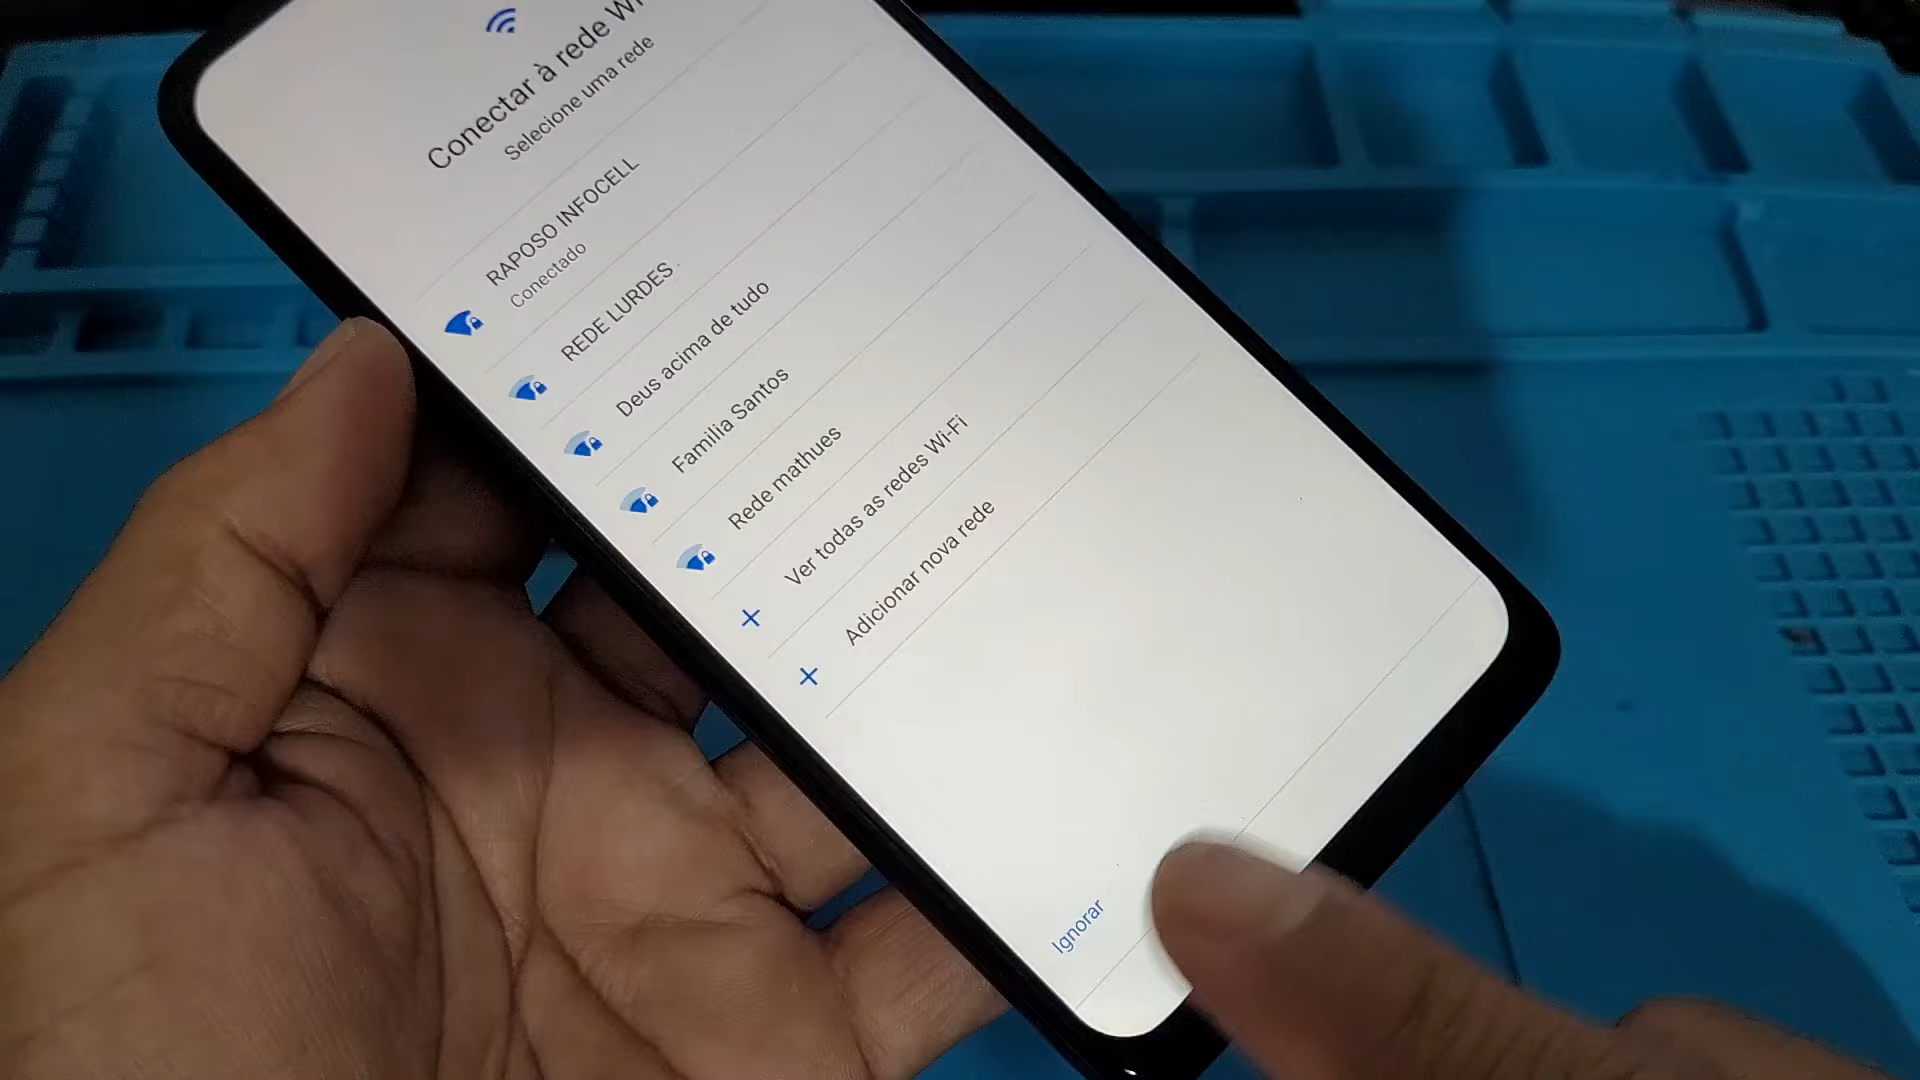 Conectar à rede Wi
Selecione uma rede
RAPOSO INFOCELL
Conectado
REDE LURDES
Deus acima de tudo
Familia Santos
Rede mathues
Ver todas as redes Wi-Fi
Adicionar nova rede
Ignorar